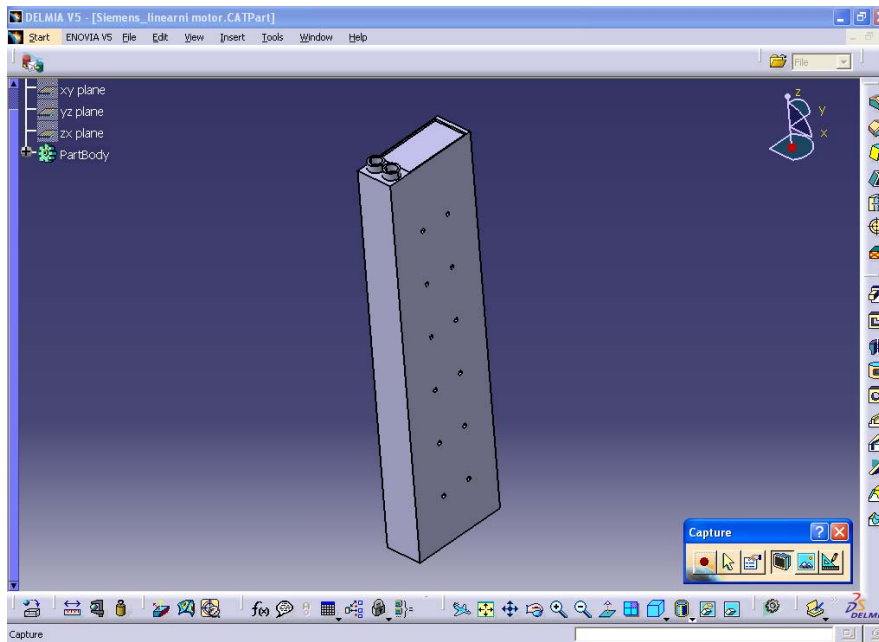 DELMIA V5 - [Siemens_linearni motor.CATPart]
Start ENOVIA V5 File Edit View Insert Tools Window Help
File
xy plane
yz plane
zx plane
PartBody
z
y
x
Capture
f(x)
DELMIA
Capture